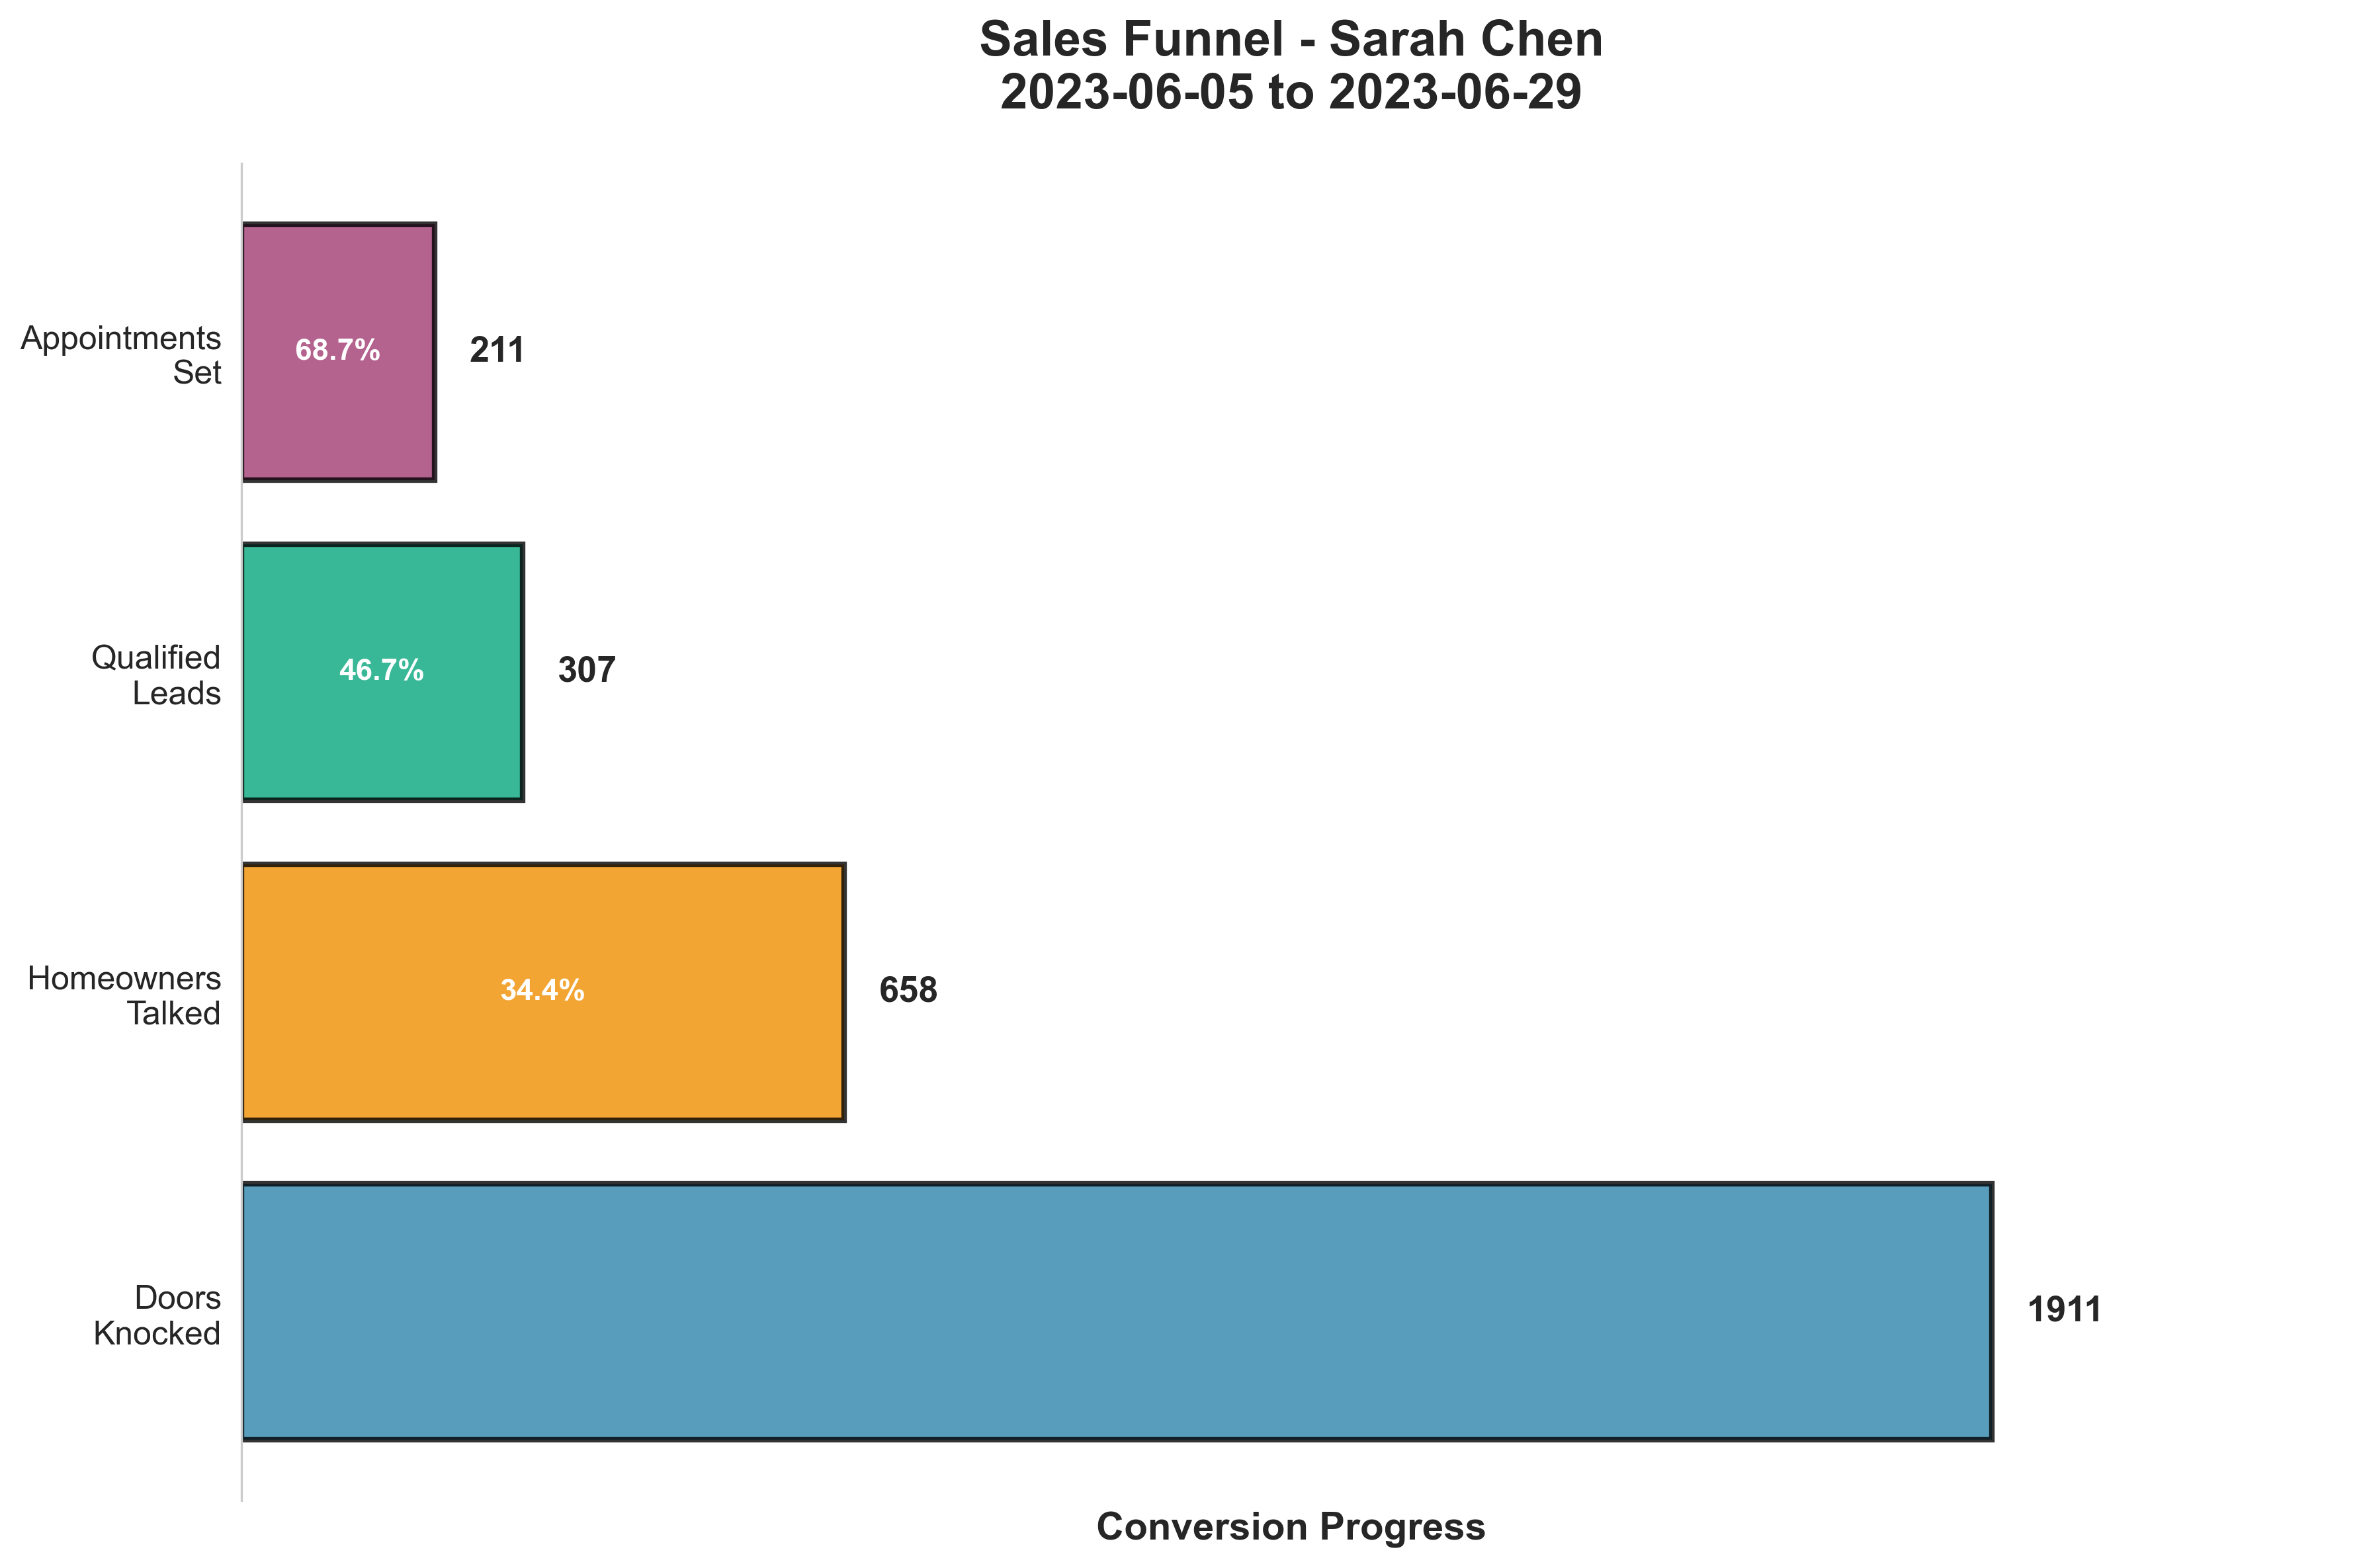 Sales Funnel - Sarah Chen
2023-06-05 to 2023-06-29
Appointments
Set
68.7%
211
Qualified
Leads
46.7%
307
Homeowners
Talked
34.4%
658
Doors
Knocked
1911
Conversion Progress